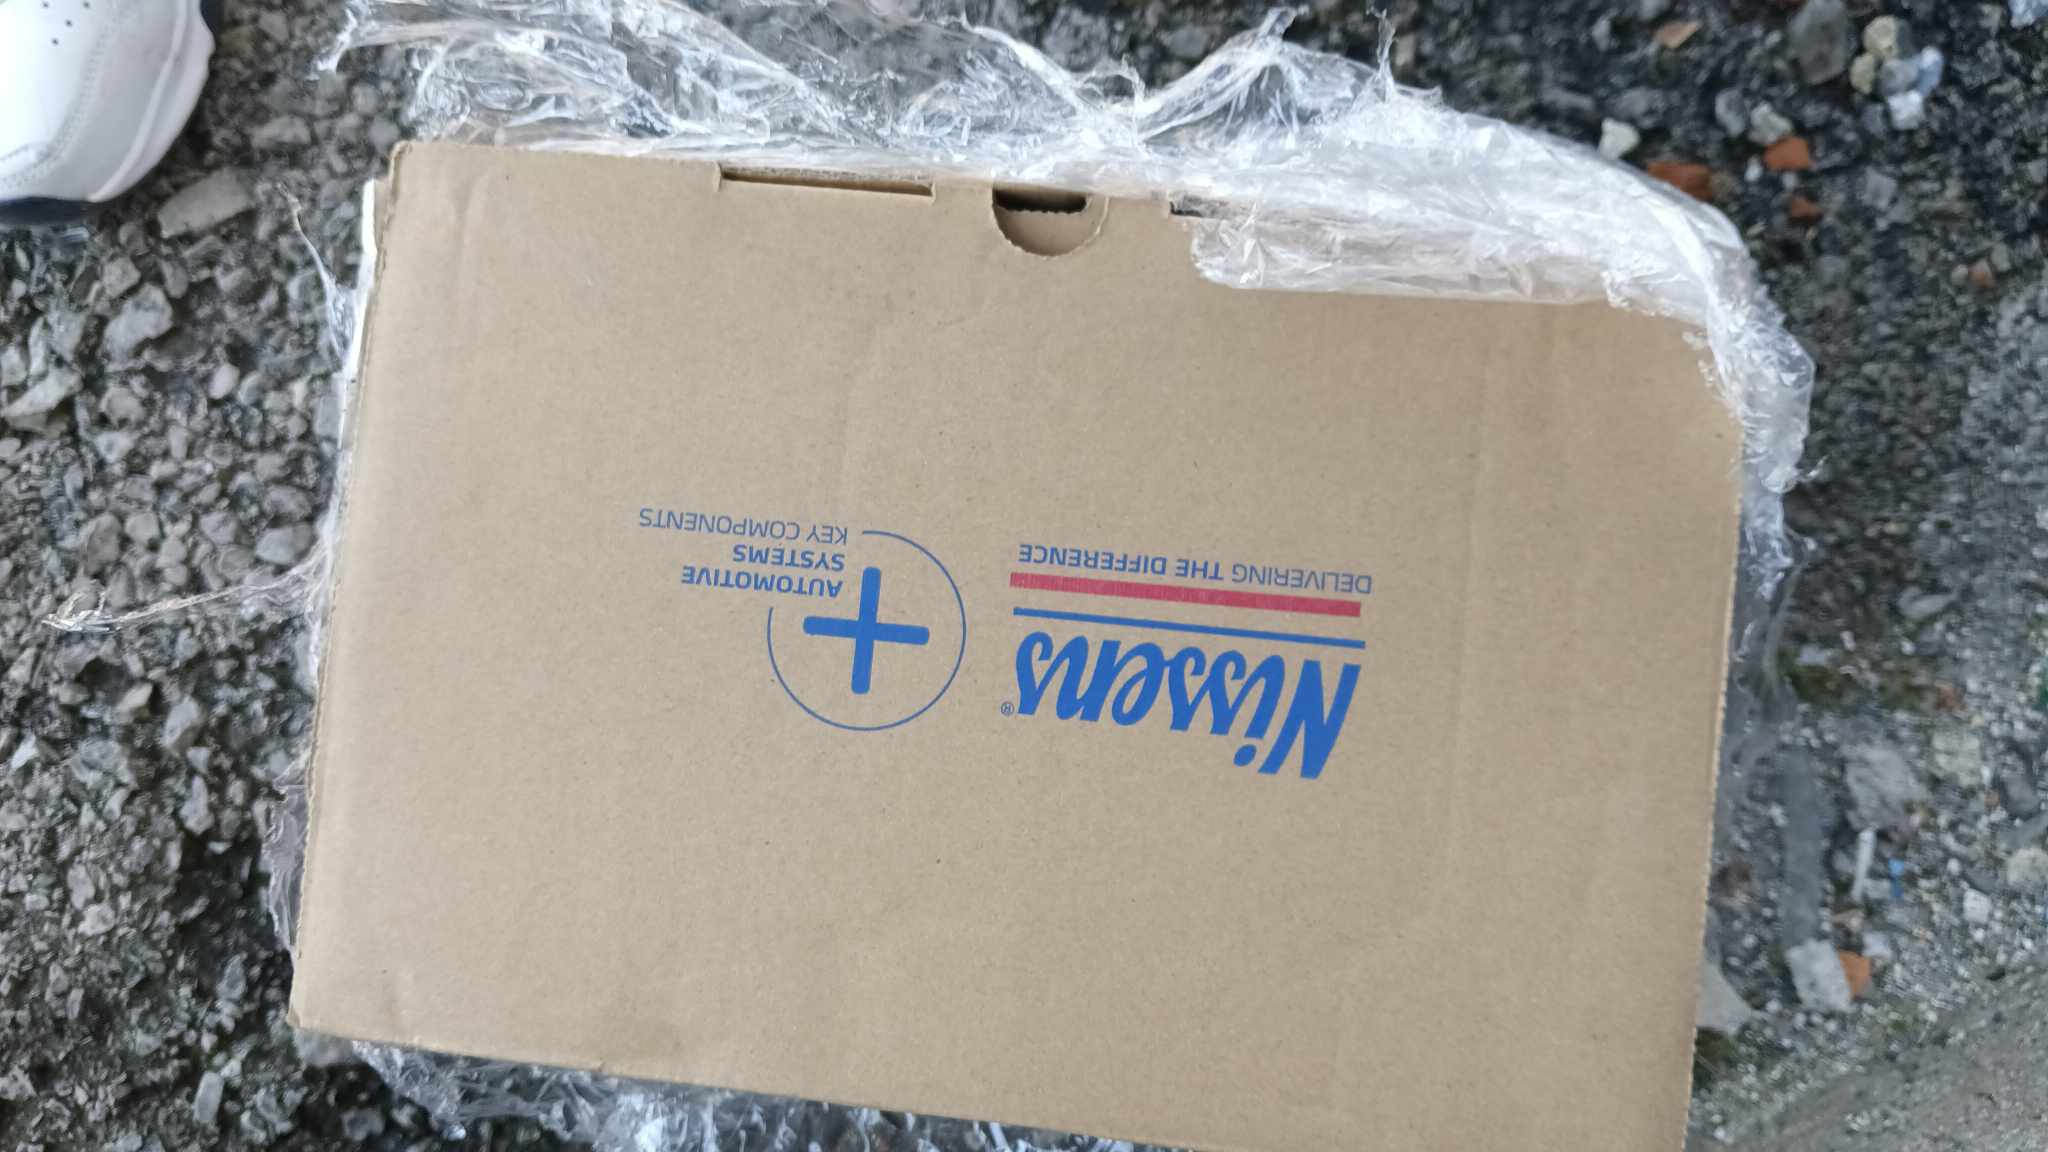 Nissens®
DELIVERING THE DIFFERENCE
AUTOMOTIVE
SYSTEMS
KEY COMPONENTS